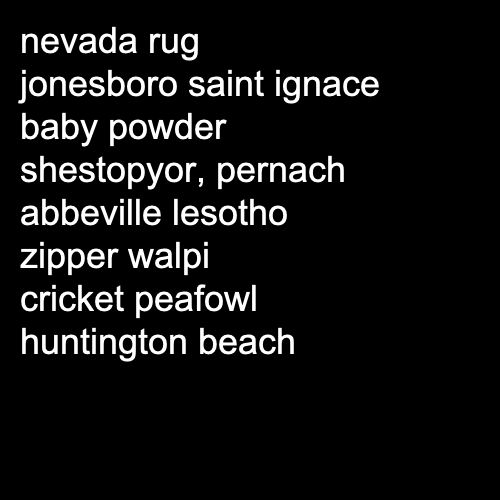 nevada rug
jonesboro saint ignace
baby powder
shestopyor, pernach
abbeville lesotho
zipper walpi
cricket peafowl
huntington beach